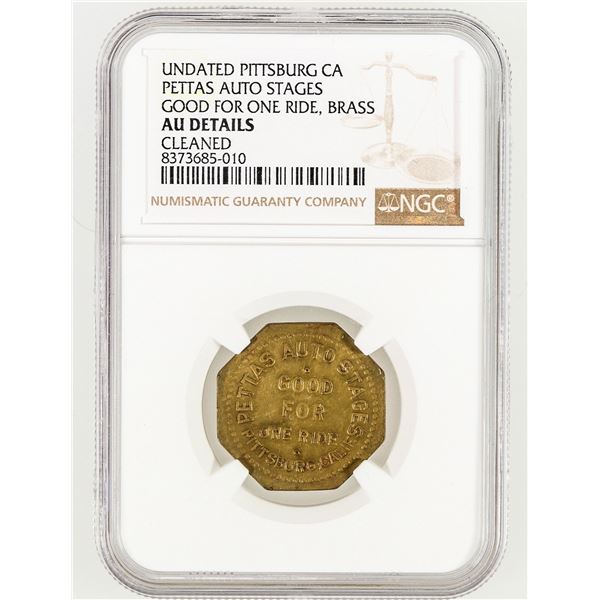 UNDATED PITTSBURG CA
PETTAS AUTO STAGES
GOOD FOR ONE RIDE, BRASS
AU DETAILS
CLEANED
8373685-010
NUMISMATIC GUARANTY COMPANY
NGC®
PETTAS AUTO STAGES
GOOD
FOR
ONE RIDE
PITTSBURG, CALIF.